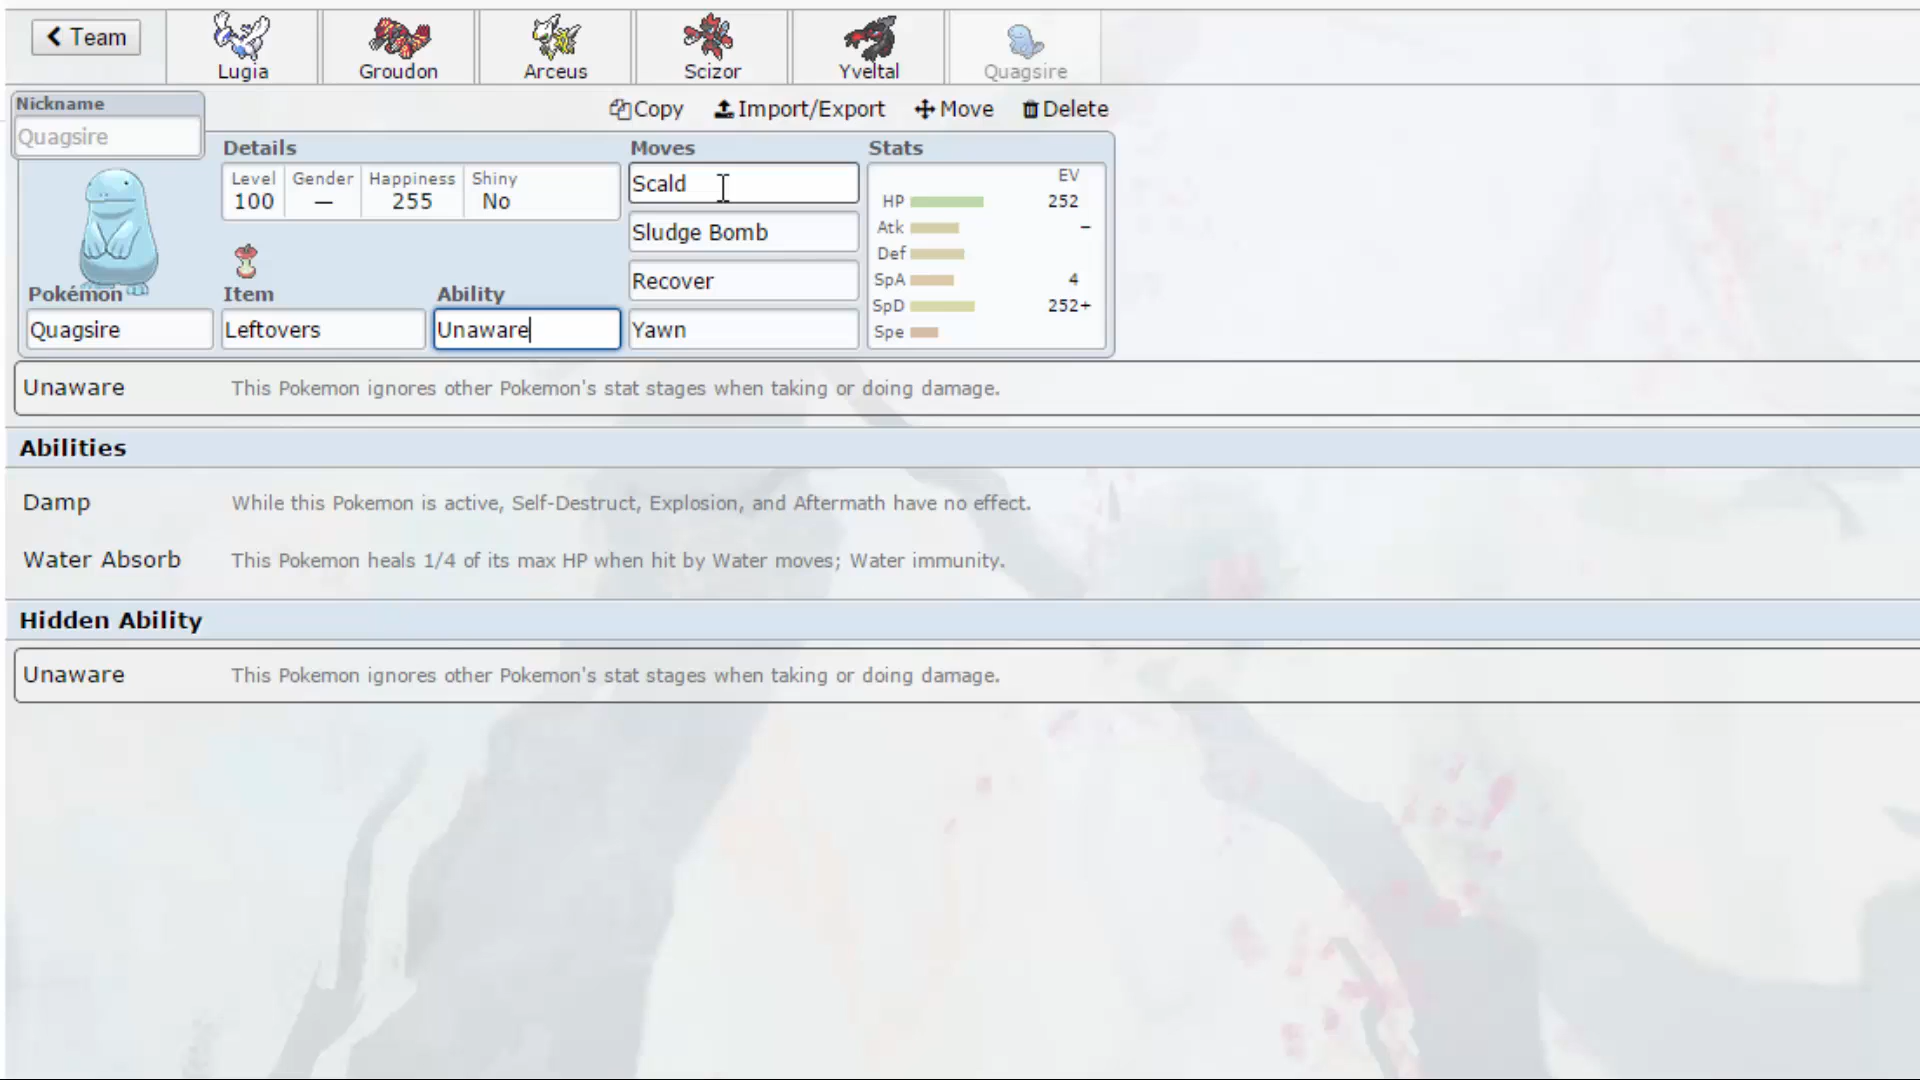 Team
Lugia
Groudon
Arceus
Scizor
Yveltal
Quagsire
Nickname
Quagsire
Copy
Import/Export
Move
Delete
Details
Moves
Stats
Level
Gender
Happiness
Shiny
100
—
255
No
Scald
Sludge Bomb
Recover
Yawn
EV
HP 252
Atk –
Def
SpA 4
SpD 252+
Spe
Pokémon
Item
Ability
Quagsire
Leftovers
Unaware
Unaware This Pokemon ignores other Pokemon's stat stages when taking or doing damage.
Abilities
Damp While this Pokemon is active, Self-Destruct, Explosion, and Aftermath have no effect.
Water Absorb This Pokemon heals 1/4 of its max HP when hit by Water moves; Water immunity.
Hidden Ability
Unaware This Pokemon ignores other Pokemon's stat stages when taking or doing damage.